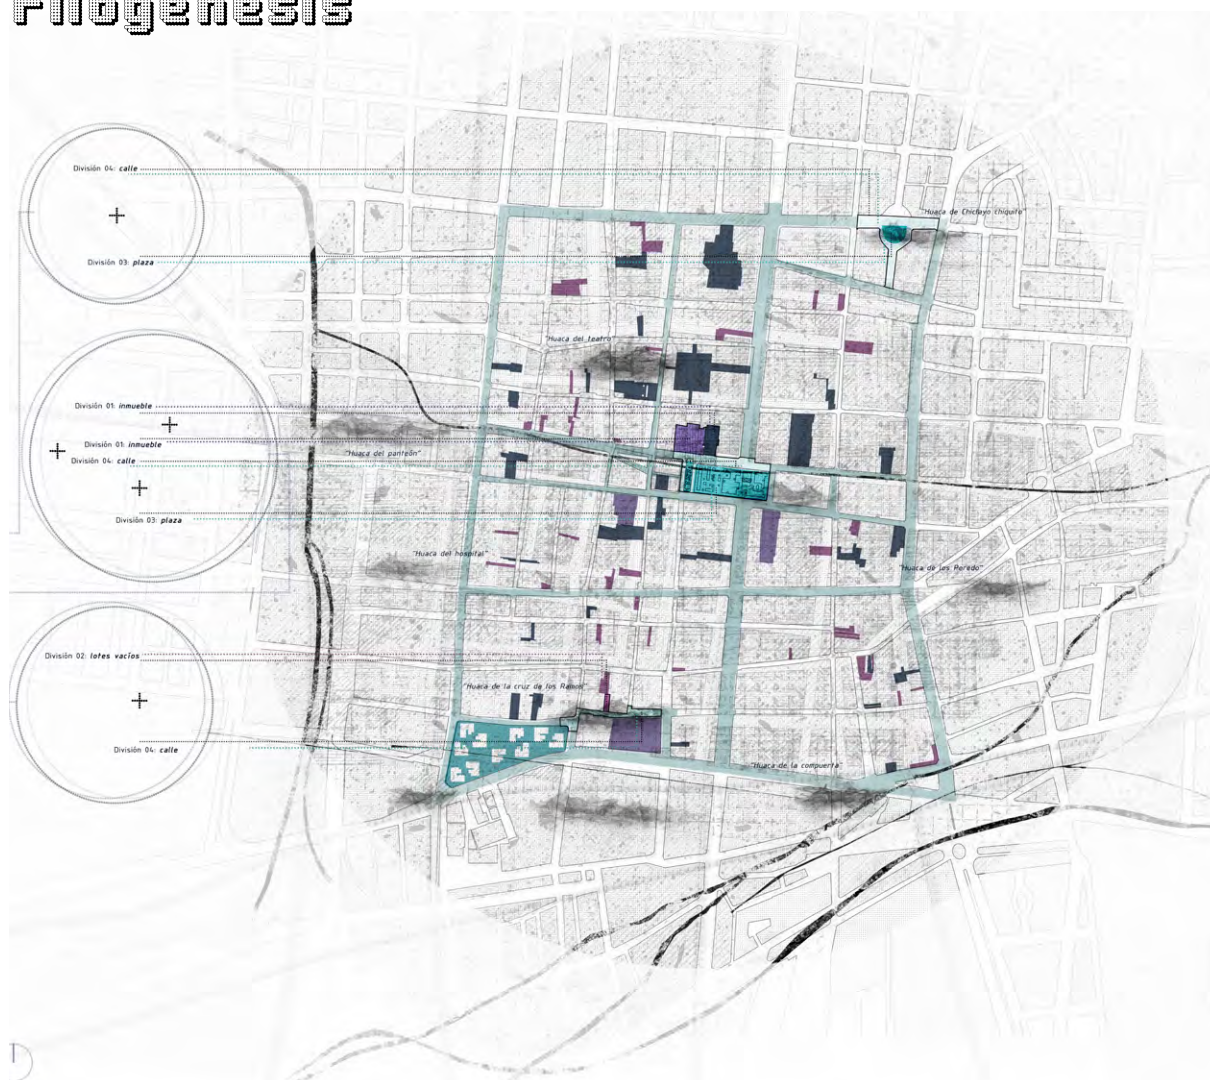 Filogénesis
División 04: calle
"Huaca de Chiclayo chiquito"
División 03: plaza
"Huaca del teatro"
División 01: inmueble
División 01: inmueble
"Huaca del panteón"
División 04: calle
División 03: plaza
"Huaca del hospital"
"Huaca de los Peredo"
División 02: lotes vacíos
"Huaca de la cruz de los
División 04: calle
"Huaca de la compuerta"